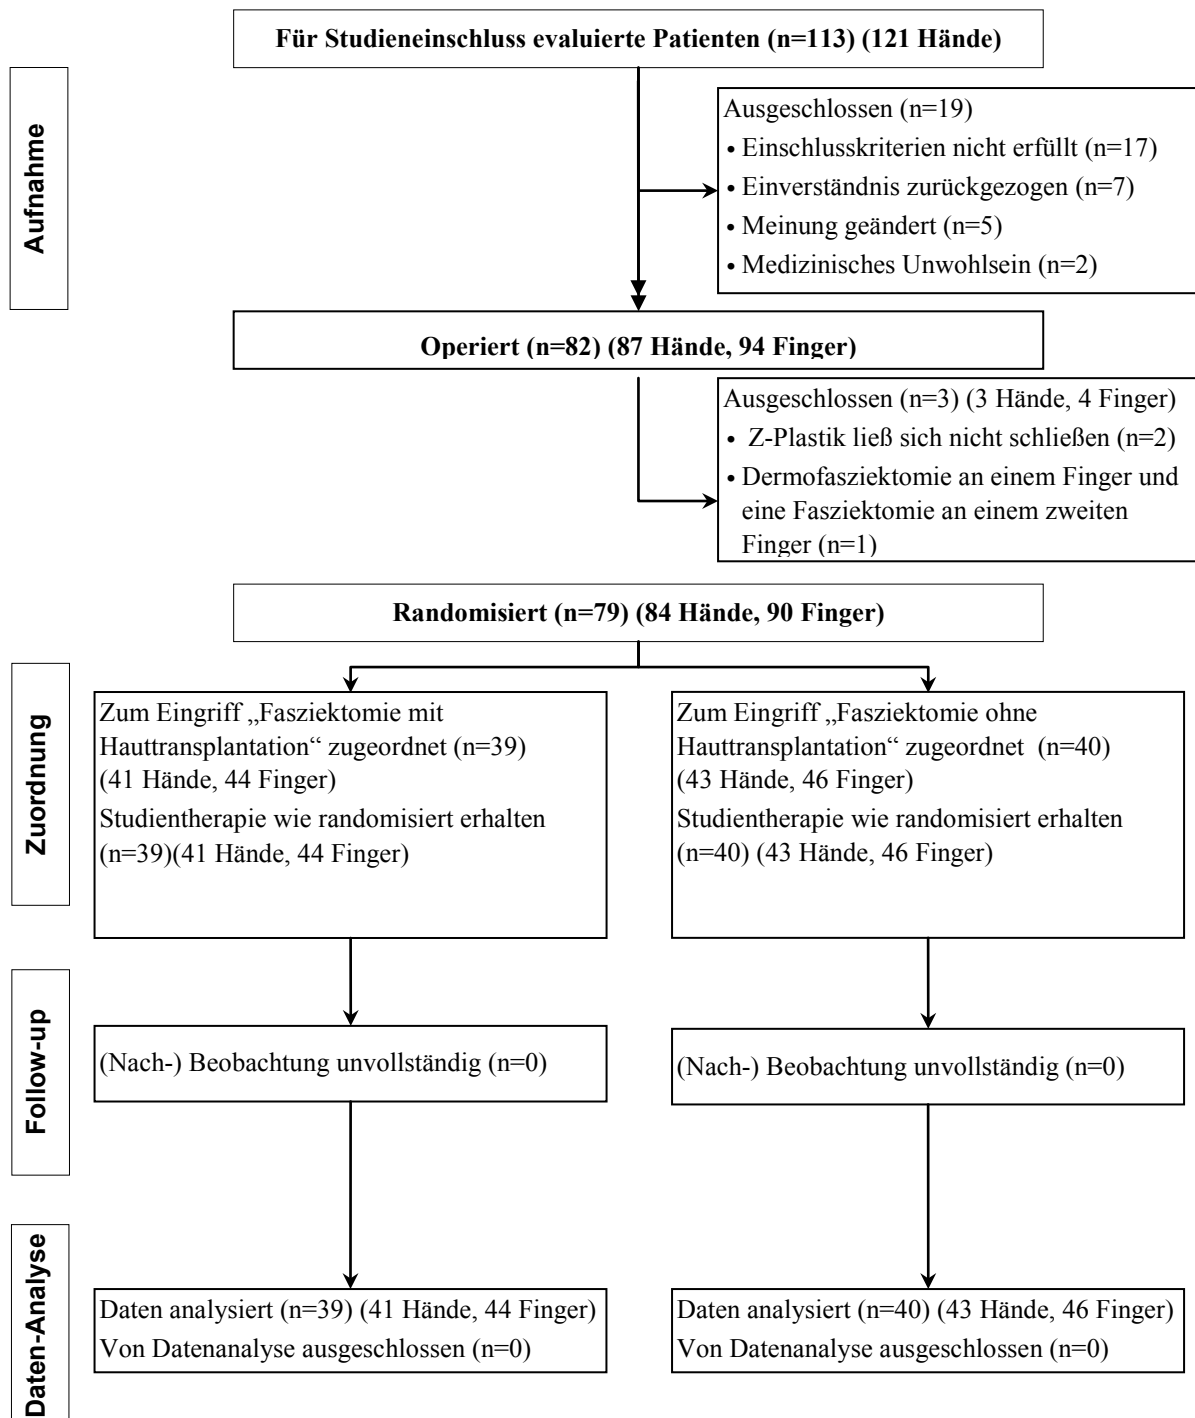 Für Studieneinschluss evaluierte Patienten (n=113) (121 Hände)
Aufnahme
Ausgeschlossen (n=19)
• Einschlusskriterien nicht erfüllt (n=17)
• Einverständnis zurückgezogen (n=7)
• Meinung geändert (n=5)
• Medizinisches Unwohlsein (n=2)
Operiert (n=82) (87 Hände, 94 Finger)
Ausgeschlossen (n=3) (3 Hände, 4 Finger)
• Z-Plastik ließ sich nicht schließen (n=2)
• Dermofasziektomie an einem Finger und
eine Fasziektomie an einem zweiten
Finger (n=1)
Randomisiert (n=79) (84 Hände, 90 Finger)
Zuordnung
Zum Eingriff „Fasziektomie mit
Hauttransplantation“ zugeordnet (n=39)
(41 Hände, 44 Finger)
Studientherapie wie randomisiert erhalten
(n=39)(41 Hände, 44 Finger)
Zum Eingriff „Fasziektomie ohne
Hauttransplantation“ zugeordnet (n=40)
(43 Hände, 46 Finger)
Studientherapie wie randomisiert erhalten
(n=40) (43 Hände, 46 Finger)
Follow-up
(Nach-) Beobachtung unvollständig (n=0)
(Nach-) Beobachtung unvollständig (n=0)
Daten-Analyse
Daten analysiert (n=39) (41 Hände, 44 Finger)
Von Datenanalyse ausgeschlossen (n=0)
Daten analysiert (n=40) (43 Hände, 46 Finger)
Von Datenanalyse ausgeschlossen (n=0)